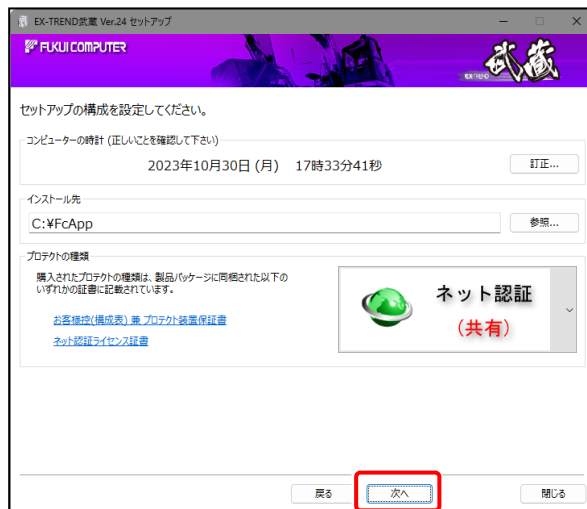 EX-TREND武蔵 Ver.24 セットアップ
FUKUI COMPUTER
EX-TREND
武蔵
セットアップの構成を設定してください。
コンピューターの時計 (正しいことを確認して下さい)
2023年10月30日 (月) 17時33分41秒
訂正...
インストール先
C:¥FcApp
参照...
プロテクトの種類
購入されたプロテクトの種類は、製品パッケージに同梱された以下の
いずれかの証書に記載されています。
お客様控(構成表) 兼 プロテクト装置保証書
ネット認証ライセンス証書
ネット認証
(共有)
戻る
次へ
閉じる